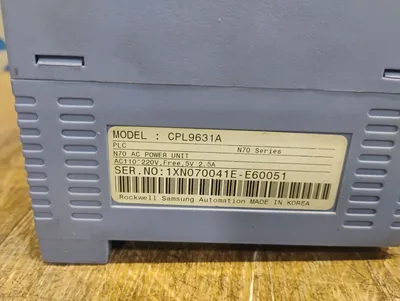 MODEL : CPL9631A
PLC N70 Series
N70 AC POWER UNIT
AC110~220V,Free,5V 2.5A
SER.NO:1XN070041E-E60051
Rockwell Samsung Automation MADE IN KOREA